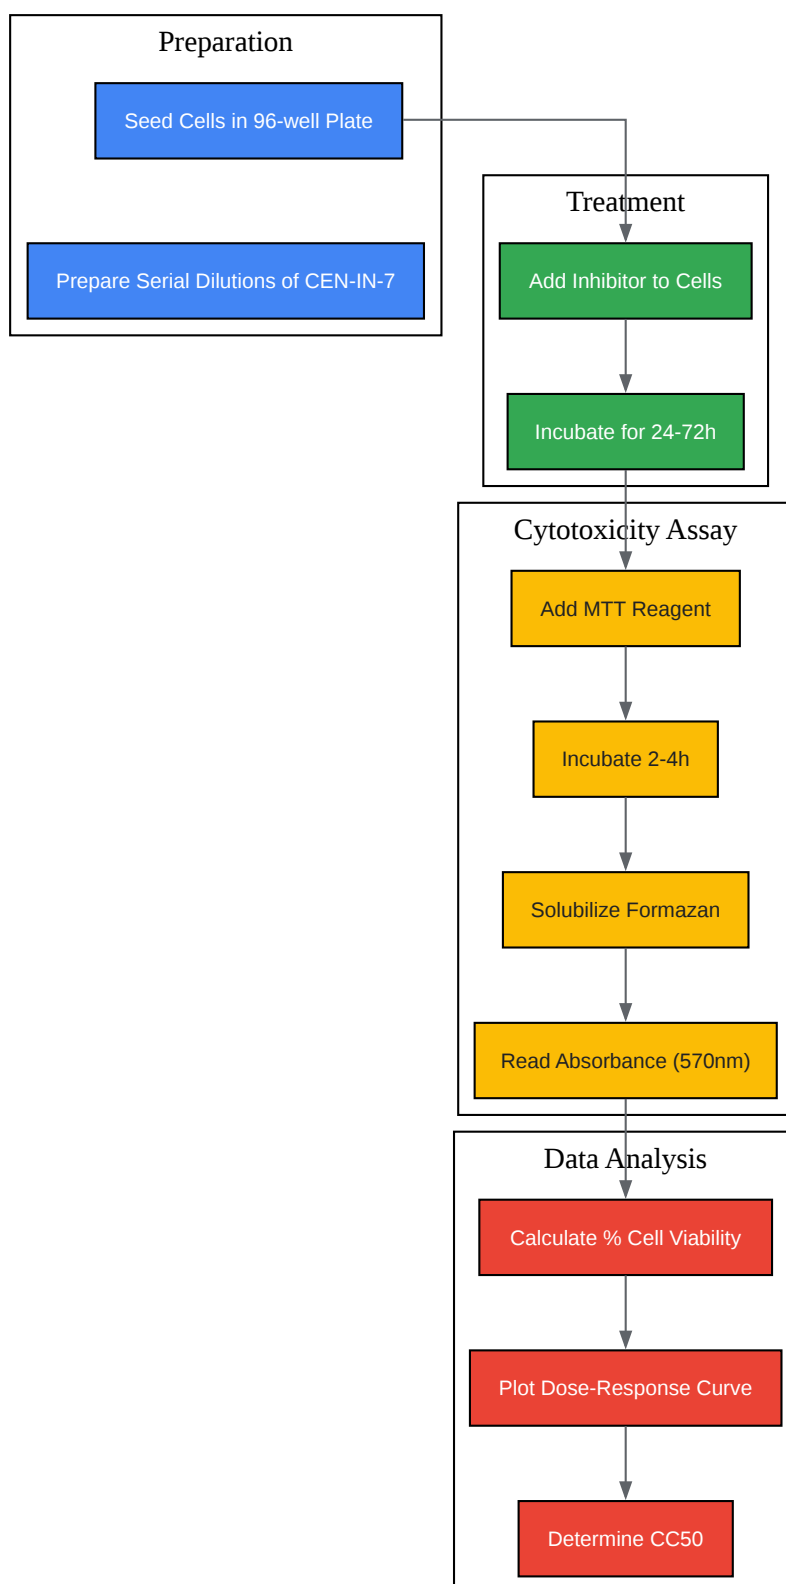 Preparation
Seed Cells in 96-well Plate
Prepare Serial Dilutions of CEN-IN-7
Treatment
Add Inhibitor to Cells
Incubate for 24-72h
Cytotoxicity Assay
Add MTT Reagent
Incubate 2-4h
Solubilize Formazan
Read Absorbance (570nm)
Data Analysis
Calculate % Cell Viability
Plot Dose-Response Curve
Determine CC50